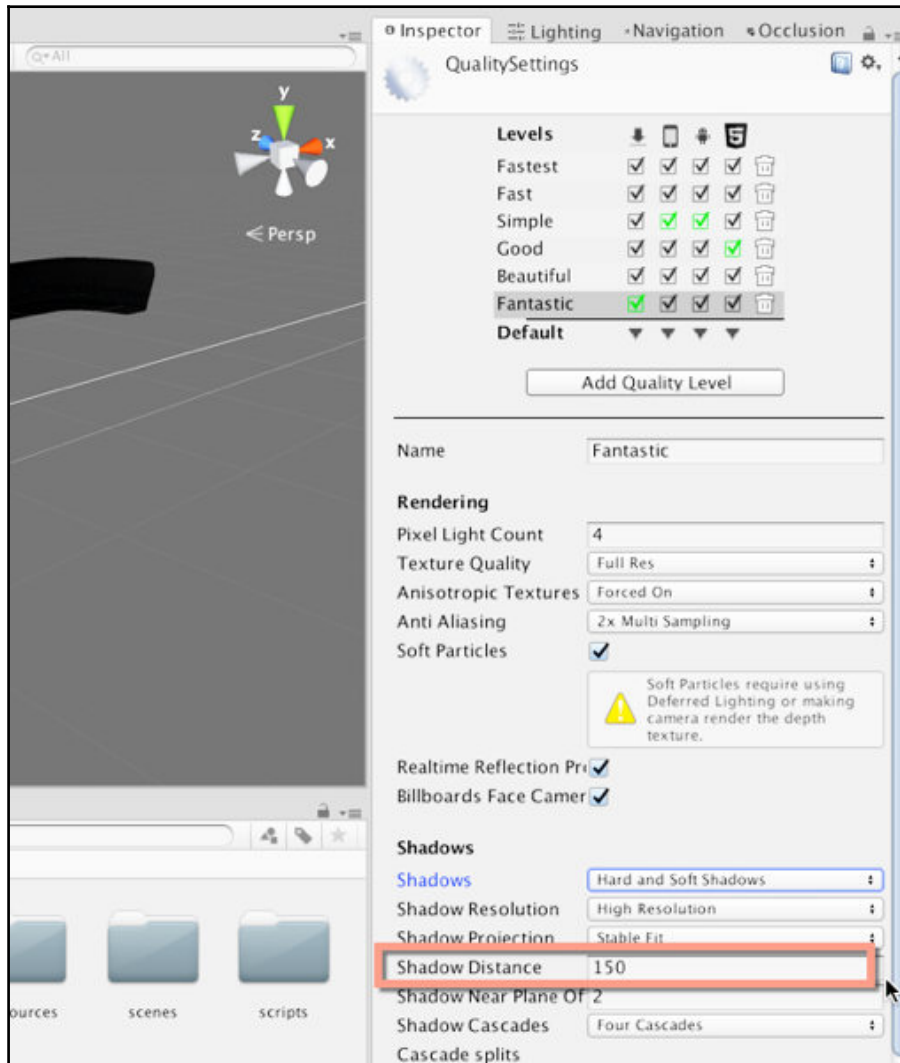 Inspector Lighting Navigation Occlusion
All
QualitySettings
y
z x
Persp
Levels
Fastest
Fast
Simple
Good
Beautiful
Fantastic
Default
Add Quality Level
Name Fantastic
Rendering
Pixel Light Count 4
Texture Quality Full Res
Anisotropic Textures Forced On
Anti Aliasing 2x Multi Sampling
Soft Particles
Soft Particles require using
Deferred Lighting or making
camera render the depth
texture.
Realtime Reflection Pr
Billboards Face Camer
Shadows
Shadows Hard and Soft Shadows
Shadow Resolution High Resolution
Shadow Projection Stable Fit
Shadow Distance 150
Shadow Near Plane Of 2
Shadow Cascades Four Cascades
Cascade splits
ources scenes scripts